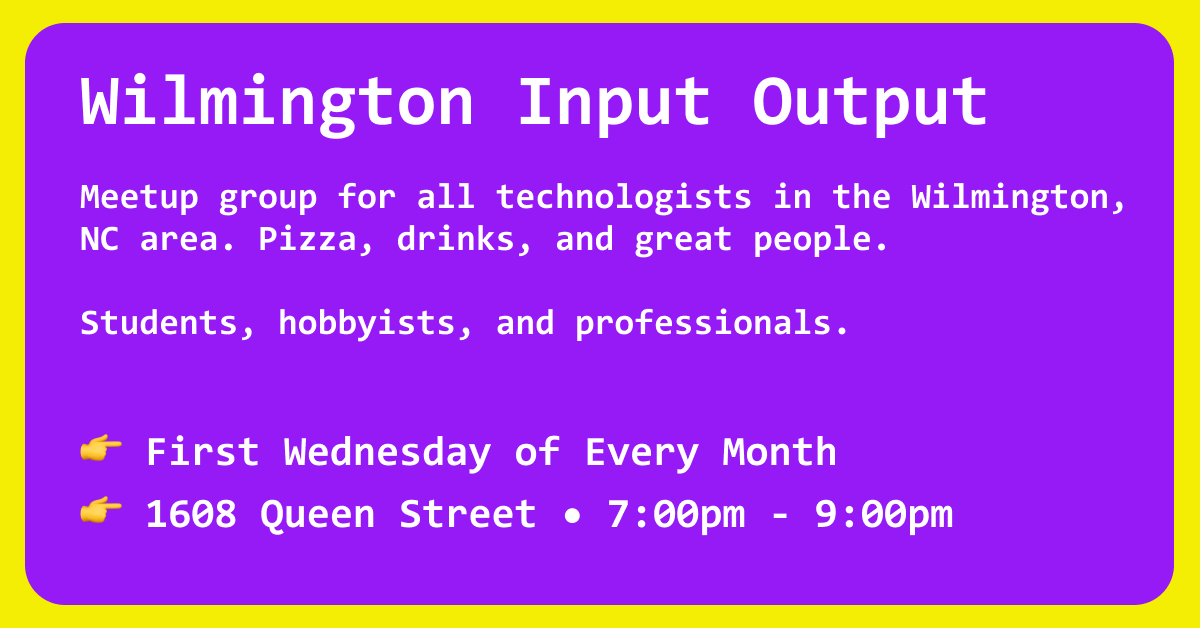 Wilmington Input Output
Meetup group for all technologists in the Wilmington,
NC area. Pizza, drinks, and great people.
Students, hobbyists, and professionals.
👉 First Wednesday of Every Month
👉 1608 Queen Street • 7:00pm - 9:00pm